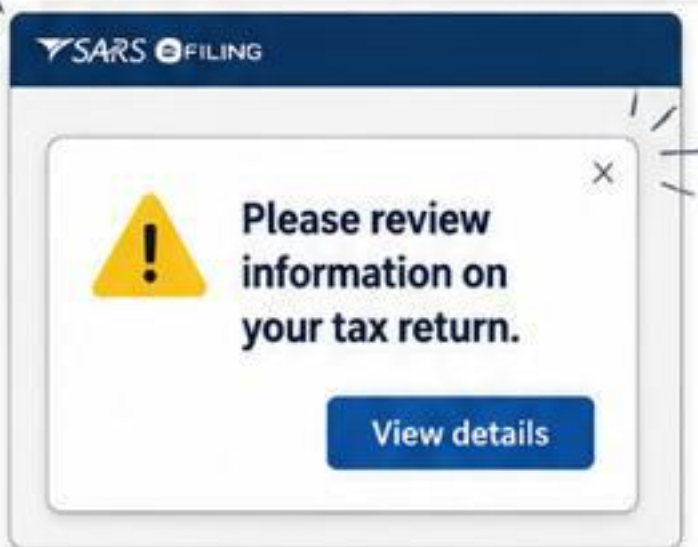 SARS eFILING
Please review
information on
your tax return.
View details